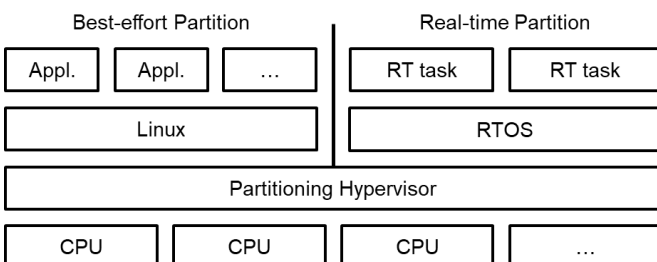 Best-effort Partition
Real-time Partition
Appl.
Appl.
...
RT task
RT task
Linux
RTOS
Partitioning Hypervisor
CPU
CPU
CPU
...